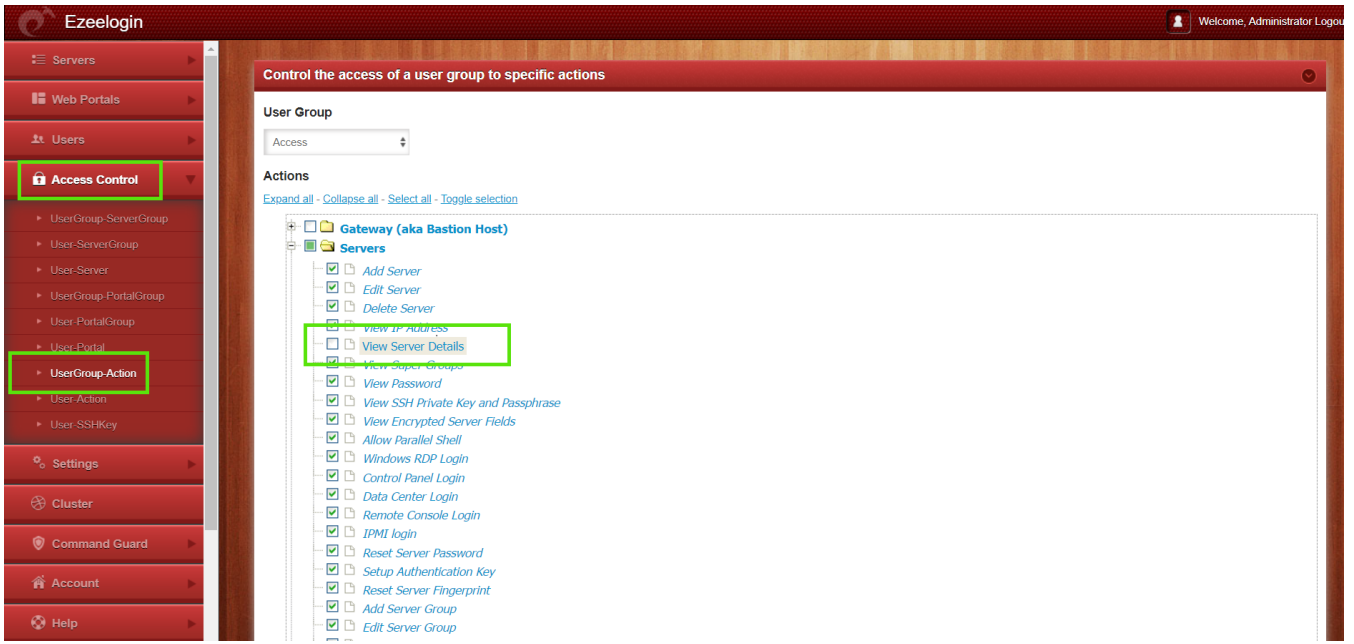 Ezeelogin
Welcome, Administrator Logou
Servers
Web Portals
Users
Access Control
UserGroup-ServerGroup
User-ServerGroup
User-Server
UserGroup-PortalGroup
User-PortalGroup
User-Portal
UserGroup-Action
User-Action
User-SSHKey
Settings
Cluster
Command Guard
Account
Help
Control the access of a user group to specific actions
User Group
Access
Actions
Expand all - Collapse all - Select all - Toggle selection
Gateway (aka Bastion Host)
Servers
Add Server
Edit Server
Delete Server
View IP Address
View Server Details
View Super Groups
View Password
View SSH Private Key and Passphrase
View Encrypted Server Fields
Allow Parallel Shell
Windows RDP Login
Control Panel Login
Data Center Login
Remote Console Login
IPMI login
Reset Server Password
Setup Authentication Key
Reset Server Fingerprint
Add Server Group
Edit Server Group